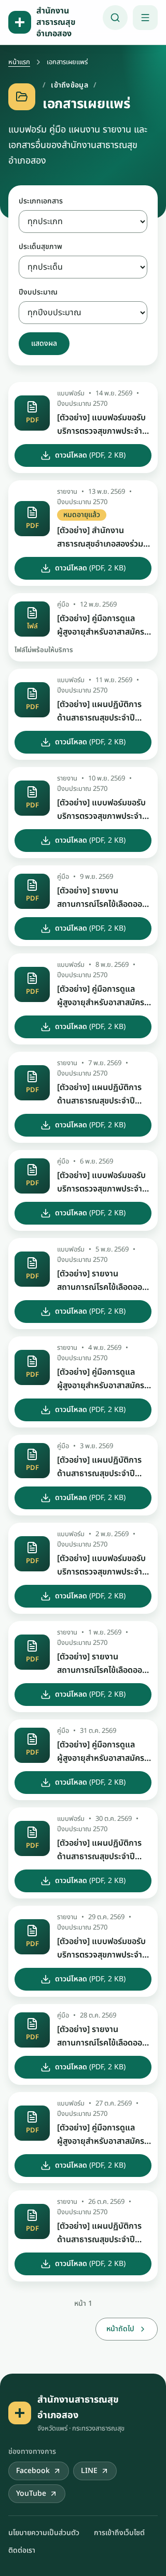 สำนักงาน
สาธารณสุข
อำเภอสอง
หน้าแรก > เอกสารเผยแพร่
/ เข้าถึงข้อมูล /
เอกสารเผยแพร่
แบบฟอร์ม คู่มือ แผนงาน รายงาน และ
เอกสารอื่นของสำนักงานสาธารณสุข
อำเภอสอง
ประเภทเอกสาร
ทุกประเภท
ประเด็นสุขภาพ
ทุกประเด็น
ปีงบประมาณ
ทุกปีงบประมาณ
แสดงผล
แบบฟอร์ม • 14 พ.ย. 2569 •
ปีงบประมาณ 2570
PDF
[ตัวอย่าง] แบบฟอร์มขอรับ
บริการตรวจสุขภาพประจำ...
ดาวน์โหลด (PDF, 2 KB)
รายงาน • 13 พ.ย. 2569 •
ปีงบประมาณ 2570
หมดอายุแล้ว
PDF
[ตัวอย่าง] สำนักงาน
สาธารณสุขอำเภอสองร่วม...
ดาวน์โหลด (PDF, 2 KB)
คู่มือ • 12 พ.ย. 2569
ไฟล์
[ตัวอย่าง] คู่มือการดูแล
ผู้สูงอายุสำหรับอาสาสมัคร...
ไฟล์ไม่พร้อมให้บริการ
แบบฟอร์ม • 11 พ.ย. 2569 •
ปีงบประมาณ 2570
PDF
[ตัวอย่าง] แผนปฏิบัติการ
ด้านสาธารณสุขประจำปี...
ดาวน์โหลด (PDF, 2 KB)
รายงาน • 10 พ.ย. 2569 •
ปีงบประมาณ 2570
PDF
[ตัวอย่าง] แบบฟอร์มขอรับ
บริการตรวจสุขภาพประจำ...
ดาวน์โหลด (PDF, 2 KB)
คู่มือ • 9 พ.ย. 2569
PDF
[ตัวอย่าง] รายงาน
สถานการณ์โรคไข้เลือดออ...
ดาวน์โหลด (PDF, 2 KB)
แบบฟอร์ม • 8 พ.ย. 2569 •
ปีงบประมาณ 2570
PDF
[ตัวอย่าง] คู่มือการดูแล
ผู้สูงอายุสำหรับอาสาสมัคร...
ดาวน์โหลด (PDF, 2 KB)
รายงาน • 7 พ.ย. 2569 •
ปีงบประมาณ 2570
PDF
[ตัวอย่าง] แผนปฏิบัติการ
ด้านสาธารณสุขประจำปี...
ดาวน์โหลด (PDF, 2 KB)
คู่มือ • 6 พ.ย. 2569
PDF
[ตัวอย่าง] แบบฟอร์มขอรับ
บริการตรวจสุขภาพประจำ...
ดาวน์โหลด (PDF, 2 KB)
แบบฟอร์ม • 5 พ.ย. 2569 •
ปีงบประมาณ 2570
PDF
[ตัวอย่าง] รายงาน
สถานการณ์โรคไข้เลือดออ...
ดาวน์โหลด (PDF, 2 KB)
รายงาน • 4 พ.ย. 2569 •
ปีงบประมาณ 2570
PDF
[ตัวอย่าง] คู่มือการดูแล
ผู้สูงอายุสำหรับอาสาสมัคร...
ดาวน์โหลด (PDF, 2 KB)
คู่มือ • 3 พ.ย. 2569
PDF
[ตัวอย่าง] แผนปฏิบัติการ
ด้านสาธารณสุขประจำปี...
ดาวน์โหลด (PDF, 2 KB)
แบบฟอร์ม • 2 พ.ย. 2569 •
ปีงบประมาณ 2570
PDF
[ตัวอย่าง] แบบฟอร์มขอรับ
บริการตรวจสุขภาพประจำ...
ดาวน์โหลด (PDF, 2 KB)
รายงาน • 1 พ.ย. 2569 •
ปีงบประมาณ 2570
PDF
[ตัวอย่าง] รายงาน
สถานการณ์โรคไข้เลือดออ...
ดาวน์โหลด (PDF, 2 KB)
คู่มือ • 31 ต.ค. 2569
PDF
[ตัวอย่าง] คู่มือการดูแล
ผู้สูงอายุสำหรับอาสาสมัคร...
ดาวน์โหลด (PDF, 2 KB)
แบบฟอร์ม • 30 ต.ค. 2569 •
ปีงบประมาณ 2570
PDF
[ตัวอย่าง] แผนปฏิบัติการ
ด้านสาธารณสุขประจำปี...
ดาวน์โหลด (PDF, 2 KB)
รายงาน • 29 ต.ค. 2569 •
ปีงบประมาณ 2570
PDF
[ตัวอย่าง] แบบฟอร์มขอรับ
บริการตรวจสุขภาพประจำ...
ดาวน์โหลด (PDF, 2 KB)
คู่มือ • 28 ต.ค. 2569
PDF
[ตัวอย่าง] รายงาน
สถานการณ์โรคไข้เลือดออ...
ดาวน์โหลด (PDF, 2 KB)
แบบฟอร์ม • 27 ต.ค. 2569 •
ปีงบประมาณ 2570
PDF
[ตัวอย่าง] คู่มือการดูแล
ผู้สูงอายุสำหรับอาสาสมัคร...
ดาวน์โหลด (PDF, 2 KB)
รายงาน • 26 ต.ค. 2569 •
ปีงบประมาณ 2570
PDF
[ตัวอย่าง] แผนปฏิบัติการ
ด้านสาธารณสุขประจำปี...
ดาวน์โหลด (PDF, 2 KB)
หน้า 1
หน้าถัดไป
สำนักงานสาธารณสุข
อำเภอสอง
จังหวัดแพร่ · กระทรวงสาธารณสุข
ช่องทางทางการ
Facebook
LINE
YouTube
นโยบายความเป็นส่วนตัว การเข้าถึงเว็บไซต์
ติดต่อเรา